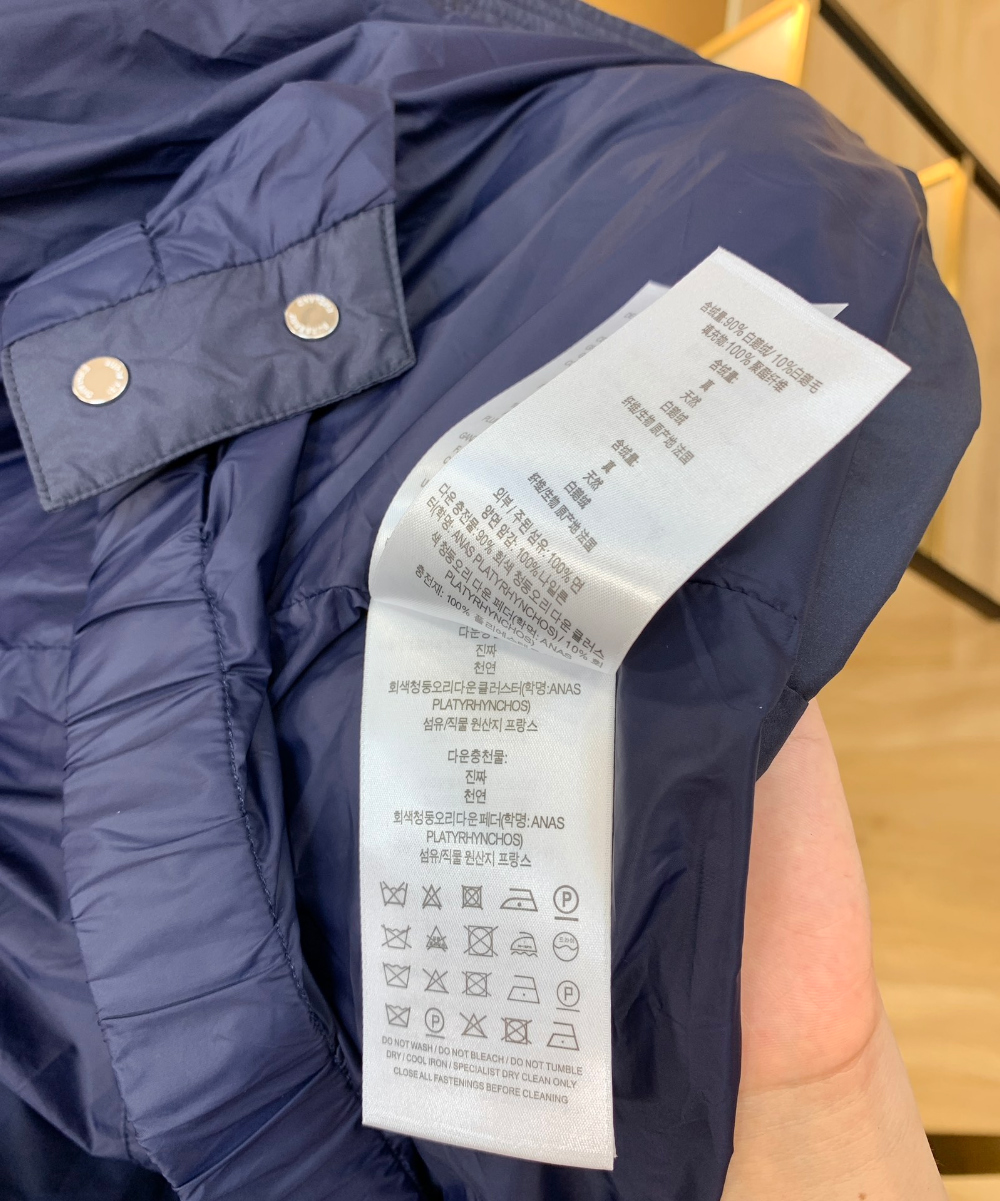 含绒量:90% 白鹅绒/ 10%白鹅毛
填充物:100% 聚酯纤维
含绒量:
真
天然
白鹅绒
纤维/生物 原产地 法国
含绒量:
真
天然
白鹅绒
纤维/生物 原产地 法国
외부 / 주된 섬유: 100% 면
양면 안감: 100% 나일론
다운 충전물 90% 회색 청둥오리 다운 클러스
터(학명: ANAS PLATYRHYNCHOS) / 10% 회
색 청둥오리 다운 페더(학명: ANAS
PLATYRHYNCHOS)
충전재: 100%
진짜
천연
회색청둥오리다운클러스터(학명:ANAS
PLATYRHYNCHOS)
섬유/직물 원산지 프랑스
다운충천물:
진짜
천연
회색청둥오리다운페더(학명:ANAS
PLATYRHYNCHOS)
섬유/직물 원산지 프랑스
P
P
P
DO NOT WASH / DO NOT BLEACH / DO NOT TUMBLE
DRY / COOL IRON / SPECIALIST DRY CLEAN ONLY
CLOSE ALL FASTENINGS BEFORE CLEANING